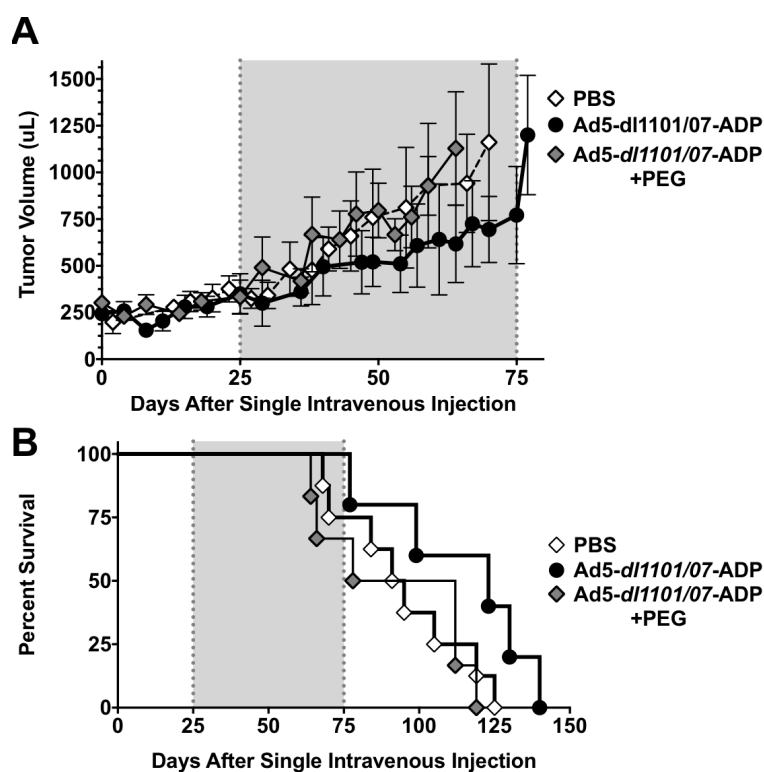 A
Tumor Volume (uL)
1500
1250
1000
750
500
250
0
0 25 50 75
Days After Single Intravenous Injection
PBS
Ad5-dl1101/07-ADP
Ad5-dl1101/07-ADP
+PEG
B
Percent Survival
100
75
50
25
0
0 25 50 75 100 125 150
Days After Single Intravenous Injection
PBS
Ad5-dl1101/07-ADP
Ad5-dl1101/07-ADP
+PEG